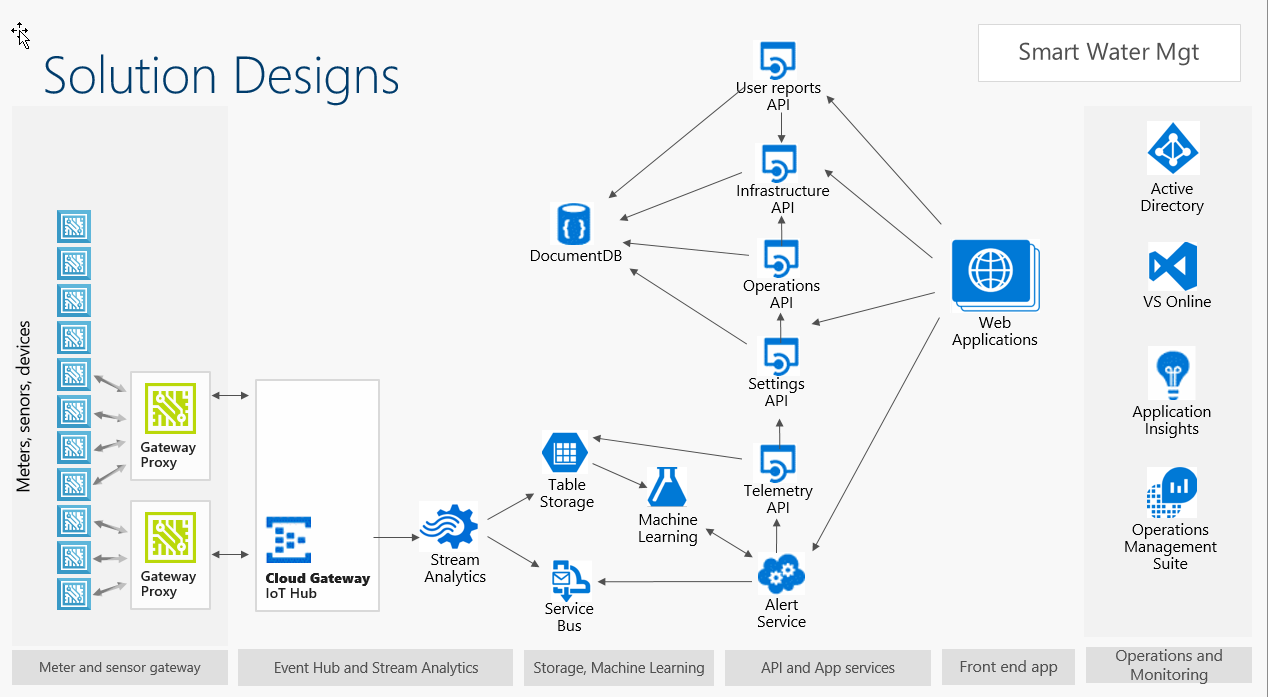 Solution Designs
Smart Water Mgt
Meters, senors, devices
Gateway
Proxy
Gateway
Proxy
Cloud Gateway
IoT Hub
Stream
Analytics
DocumentDB
Table
Storage
Machine
Learning
Service
Bus
User reports
API
Infrastructure
API
Operations
API
Settings
API
Telemetry
API
Alert
Service
Web
Applications
Active
Directory
VS Online
Application
Insights
Operations
Management
Suite
Meter and sensor gateway
Event Hub and Stream Analytics
Storage, Machine Learning
API and App services
Front end app
Operations and
Monitoring